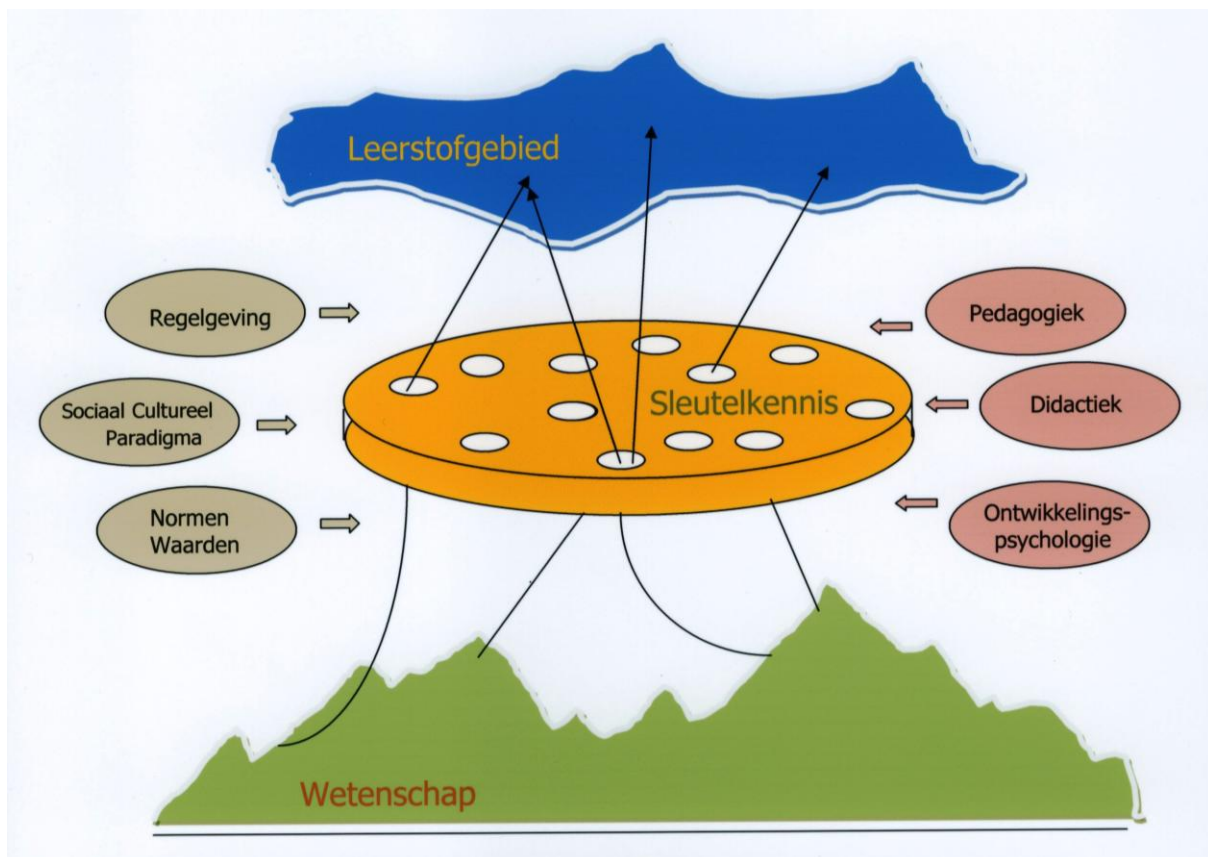 Leerstofgebied
Regelgeving
Pedagogiek
Sociaal Cultureel
Paradigma
Sleutelkennis
Didactiek
Normen
Waarden
Ontwikkelings-
psychologie
Wetenschap